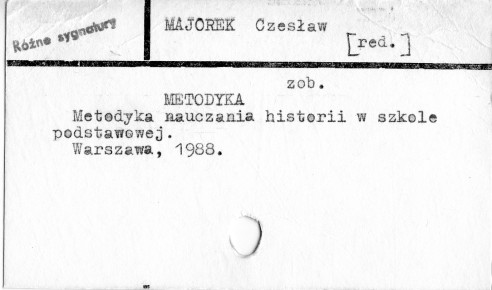 Różne sygnatury
MAJOREK Czesław
[red.]
zob.
METODYKA
Metodyka nauczania historii w szkole
podstawowej.
Warszawa, 1988.